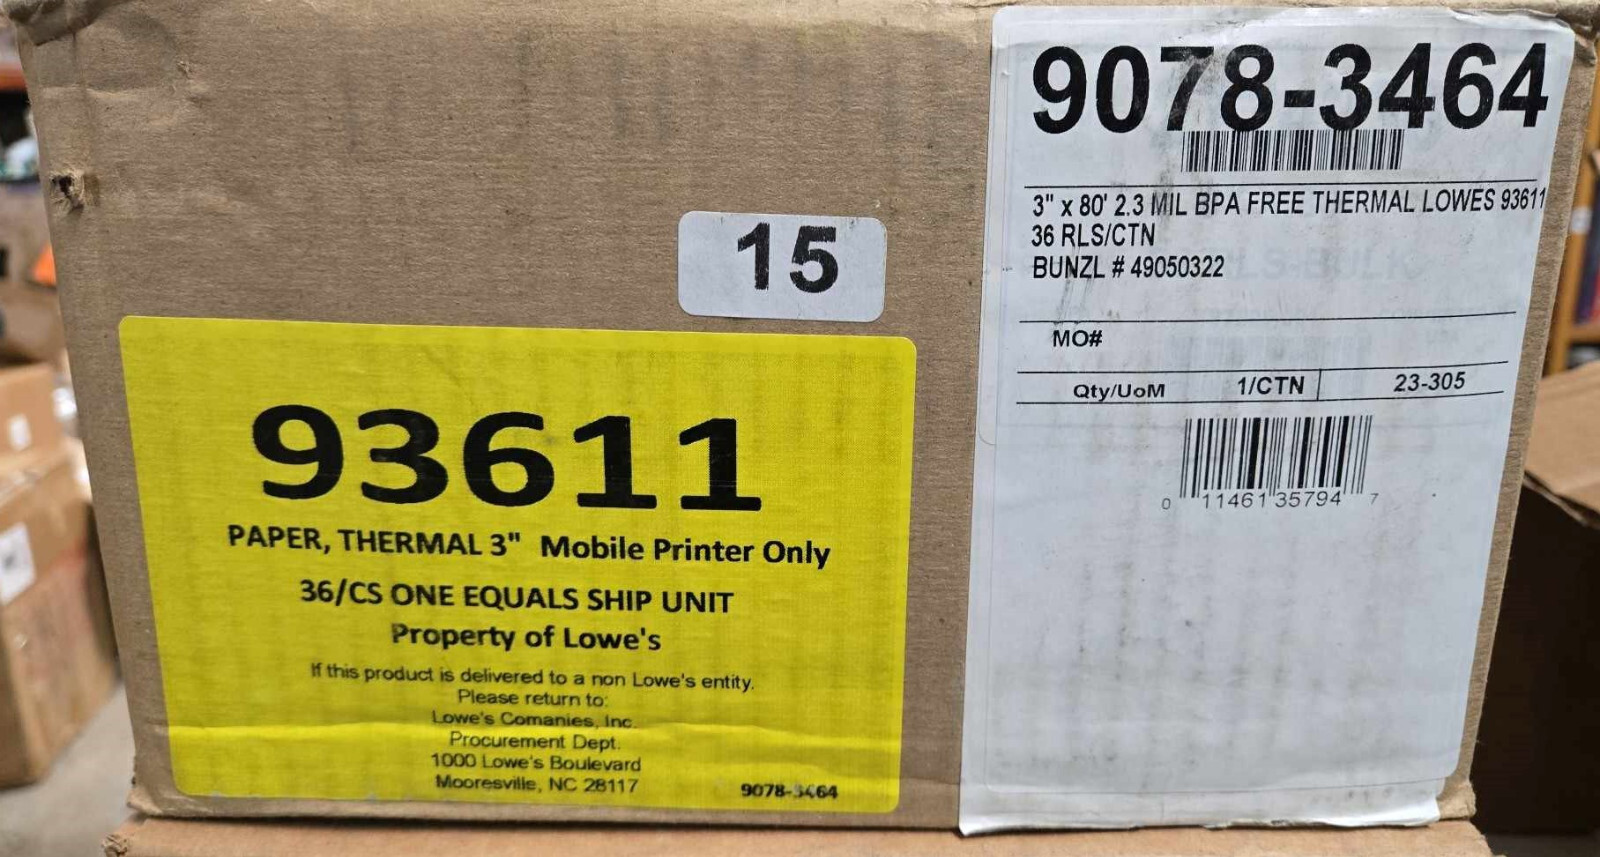 15
93611
PAPER, THERMAL 3" Mobile Printer Only
36/CS ONE EQUALS SHIP UNIT
Property of Lowe's
If this product is delivered to a non Lowe's entity.
Please return to:
Lowe's Comanies, Inc.
Procurement Dept.
1000 Lowe's Boulevard
Mooresville, NC 28117
9078-3464
9078-3464
3" x 80' 2.3 MIL BPA FREE THERMAL LOWES 93611
36 RLS/CTN
BUNZL # 49050322
MO#
Qty/UoM 1/CTN 23-305
0 11461 35794 7